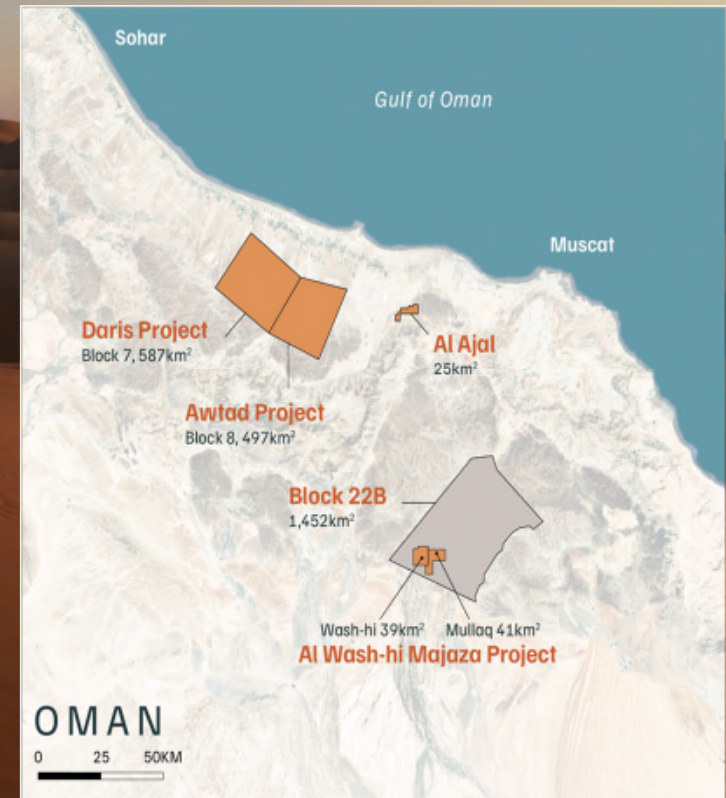 Sohar
Gulf of Oman
Muscat
Daris Project
Block 7, 587km²
Al Ajal
25km²
Awtad Project
Block 8, 497km²
Block 22B
1,452km²
Wash-hi 39km² Mullaq 41km²
Al Wash-hi Majaza Project
OMAN
0 25 50KM